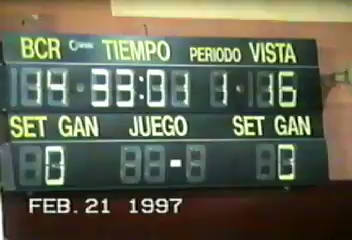 BCR TIEMPO PERIODO VISTA
14 33:01 1 16
SET GAN JUEGO SET GAN
0 - 0
FEB. 21 1997